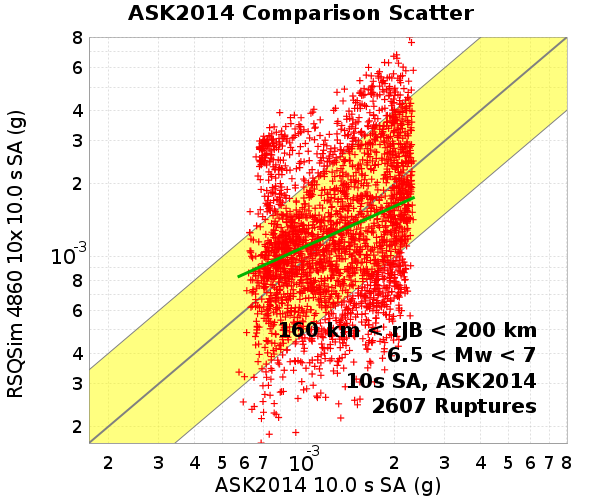 ASK2014 Comparison Scatter
RSQSim 4860 10x 10.0 s SA (g)
8
6
4
3
2
10-3
8
6
4
3
2
160 km < rJB < 200 km
6.5 < Mw < 7
10s SA, ASK2014
2607 Ruptures
2 3 4 5 6 7 10-3 2 3 4 5 6 7 8
ASK2014 10.0 s SA (g)